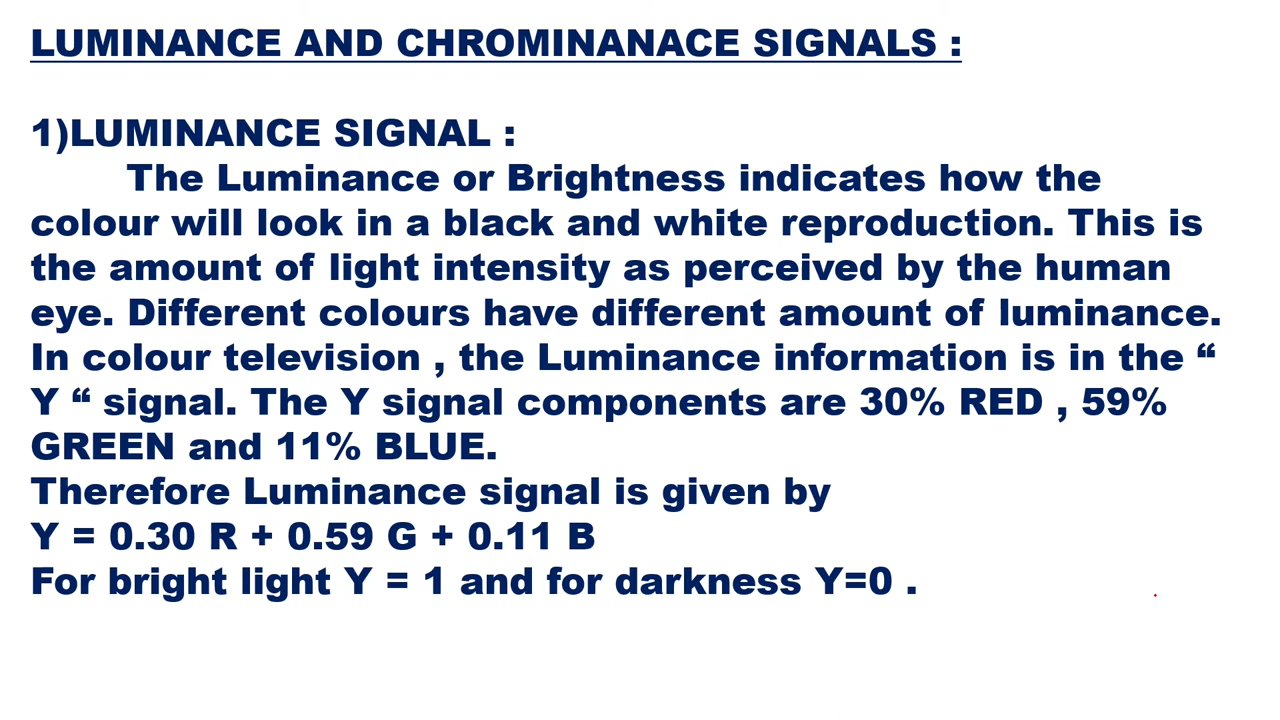 LUMINANCE AND CHROMINANACE SIGNALS :
1)LUMINANCE SIGNAL :
The Luminance or Brightness indicates how the
colour will look in a black and white reproduction. This is
the amount of light intensity as perceived by the human
eye. Different colours have different amount of luminance.
In colour television , the Luminance information is in the “
Y “ signal. The Y signal components are 30% RED , 59%
GREEN and 11% BLUE.
Therefore Luminance signal is given by
Y = 0.30 R + 0.59 G + 0.11 B
For bright light Y = 1 and for darkness Y=0 .